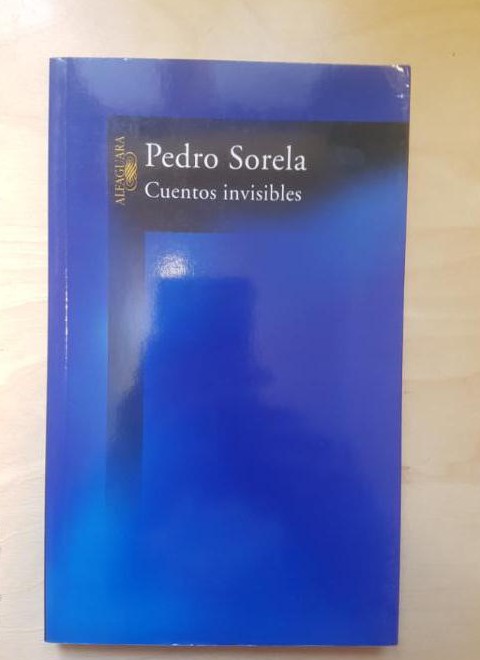 ALFAGUARA
Pedro Sorela
Cuentos invisibles